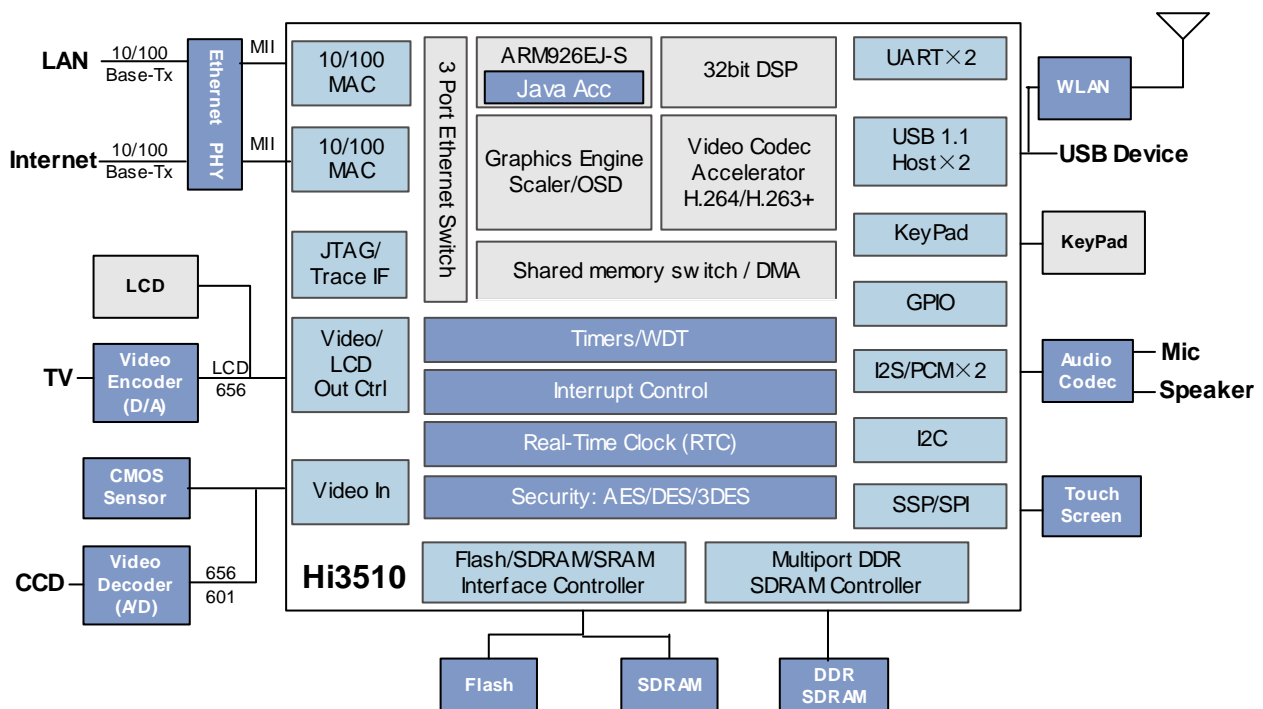 LAN
10/100
Base-Tx
Internet
10/100
Base-Tx
Ethernet PHY
MII
MII
10/100
MAC
10/100
MAC
JTAG/
Trace IF
Video/
LCD
Out Ctrl
Video In
LCD
TV
Video
Encoder
(D/A)
LCD
656
CMOS
Sensor
CCD
Video
Decoder
(A/D)
656
601
3 Port Ethernet Switch
ARM926EJ-S
Java Acc
32bit DSP
Graphics Engine
Scaler/OSD
Video Codec
Accelerator
H.264/H.263+
Shared memory switch / DMA
Timers/WDT
Interrupt Control
Real-Time Clock (RTC)
Security: AES/DES/3DES
Hi3510
Flash/SDRAM/SRAM
Interface Controller
Multiport DDR
SDRAM Controller
UART×2
USB 1.1
Host×2
KeyPad
GPIO
I2S/PCM×2
I2C
SSP/SPI
WLAN
USB Device
KeyPad
Audio
Codec
Mic
Speaker
Touch
Screen
Flash
SDRAM
DDR
SDRAM